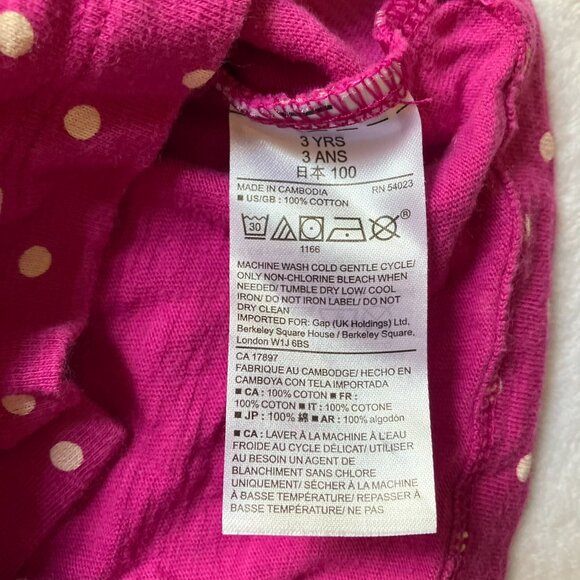 3 YRS
3 ANS
日本 100
MADE IN CAMBODIA RN 54023
■ US/GB : 100% COTTON
30
®
1166
MACHINE WASH COLD GENTLE CYCLE/
ONLY NON-CHLORINE BLEACH WHEN
NEEDED/ TUMBLE DRY LOW/ COOL
IRON/ DO NOT IRON LABEL/ DO NOT
DRY CLEAN
IMPORTED FOR: Gap (UK Holdings) Ltd,
Berkeley Square House / Berkeley Square,
London W1J 6BS
CA 17897
FABRIQUÉ AU CAMBODGE/ HECHO EN
CAMBOYA CON TELA IMPORTADA
■ CA : 100% COTON ■ FR :
100% COTON ■ IT : 100% COTONE
■ JP : 100% 綿 ■ AR : 100% algodón
■ CA : LAVER À LA MACHINE À L'EAU
FROIDE AU CYCLE DÉLICAT/ UTILISER
AU BESOIN UN AGENT DE
BLANCHIMENT SANS CHLORE
UNIQUEMENT/ SÉCHER À LA MACHINE
À BASSE TEMPÉRATURE/ REPASSER À
BASSE TEMPÉRATURE/ NE PAS